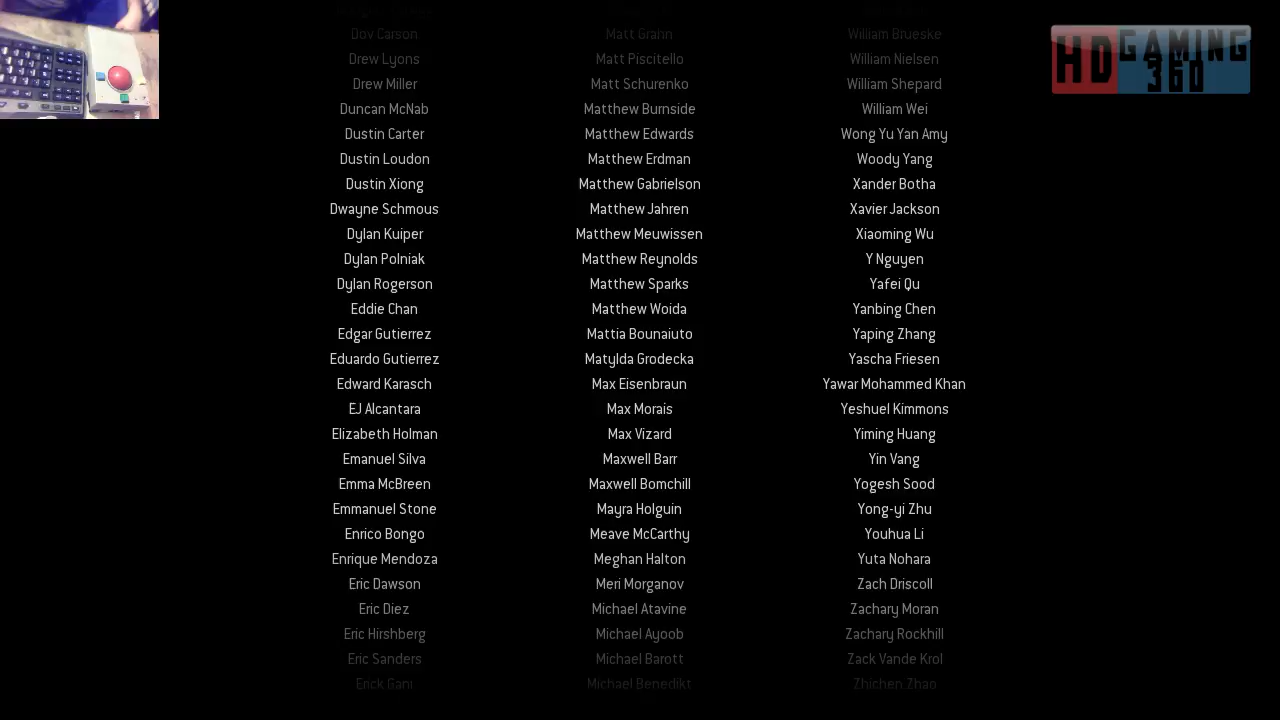 HD GAMING
360
Dov Carson
Drew Lyons
Drew Miller
Duncan McNab
Dustin Carter
Dustin Loudon
Dustin Xiong
Dwayne Schmous
Dylan Kuiper
Dylan Polniak
Dylan Rogerson
Eddie Chan
Edgar Gutierrez
Eduardo Gutierrez
Edward Karasch
EJ Alcantara
Elizabeth Holman
Emanuel Silva
Emma McBreen
Emmanuel Stone
Enrico Bongo
Enrique Mendoza
Eric Dawson
Eric Diez
Eric Hirshberg
Eric Sanders
Erick Gani
Matt Grann
Matt Piscitello
Matt Schurenko
Matthew Burnside
Matthew Edwards
Matthew Erdman
Matthew Gabrielson
Matthew Jahren
Matthew Meuwissen
Matthew Reynolds
Matthew Sparks
Matthew Woida
Mattia Bounaiuto
Matylda Grodecka
Max Eisenbraun
Max Morais
Max Vizard
Maxwell Barr
Maxwell Bomchill
Mayra Holguin
Meave McCarthy
Meghan Halton
Meri Morganov
Michael Atavine
Michael Ayoob
Michael Barott
Michael Benedikt
William Brueske
William Nielsen
William Shepard
William Wei
Wong Yu Yan Amy
Woody Yang
Xander Botha
Xavier Jackson
Xiaoming Wu
Y Nguyen
Yafei Qu
Yanbing Chen
Yaping Zhang
Yascha Friesen
Yawar Mohammed Khan
Yeshuel Kimmons
Yiming Huang
Yin Vang
Yogesh Sood
Yong-yi Zhu
Youhua Li
Yuta Nohara
Zach Driscoll
Zachary Moran
Zachary Rockhill
Zack Vande Krol
Zhichen Zhao